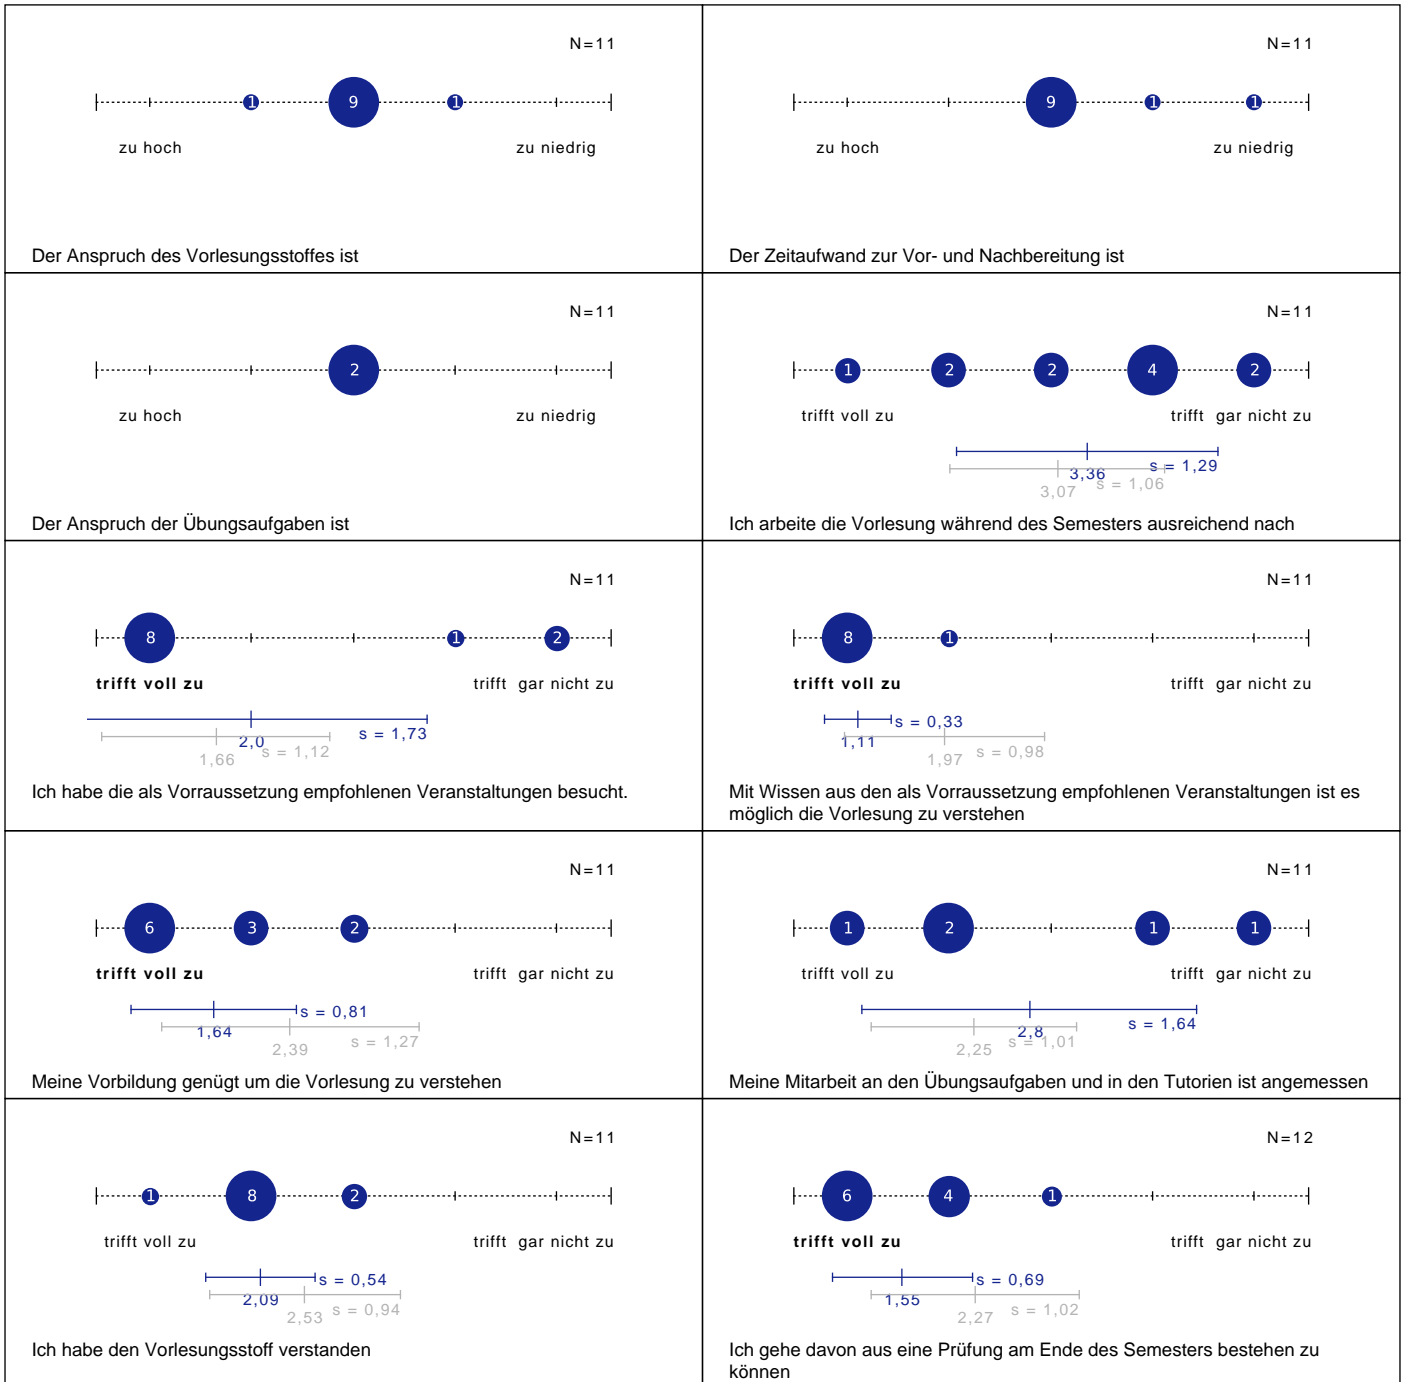 N=11
1 9 1
zu hoch zu niedrig
Der Anspruch des Vorlesungsstoffes ist
N=11
9 1 1
zu hoch zu niedrig
Der Zeitaufwand zur Vor- und Nachbereitung ist
N=11
2
zu hoch zu niedrig
Der Anspruch der Übungsaufgaben ist
N=11
1 2 2 4 2
trifft voll zu trifft gar nicht zu
3,36 s = 1,29
3,07 s = 1,06
Ich arbeite die Vorlesung während des Semesters ausreichend nach
N=11
8 1 2
trifft voll zu trifft gar nicht zu
2,0 s = 1,73
1,66 s = 1,12
Ich habe die als Vorraussetzung empfohlenen Veranstaltungen besucht.
N=11
8 1
trifft voll zu trifft gar nicht zu
1,11 s = 0,33
1,97 s = 0,98
Mit Wissen aus den als Vorraussetzung empfohlenen Veranstaltungen ist es
möglich die Vorlesung zu verstehen
N=11
6 3 2
trifft voll zu trifft gar nicht zu
1,64 s = 0,81
2,39 s = 1,27
Meine Vorbildung genügt um die Vorlesung zu verstehen
N=11
1 2 1 1
trifft voll zu trifft gar nicht zu
2,8 s = 1,64
2,25 s = 1,01
Meine Mitarbeit an den Übungsaufgaben und in den Tutorien ist angemessen
N=11
1 8 2
trifft voll zu trifft gar nicht zu
2,09 s = 0,54
2,53 s = 0,94
Ich habe den Vorlesungsstoff verstanden
N=12
6 4 1
trifft voll zu trifft gar nicht zu
1,55 s = 0,69
2,27 s = 1,02
Ich gehe davon aus eine Prüfung am Ende des Semesters bestehen zu
können